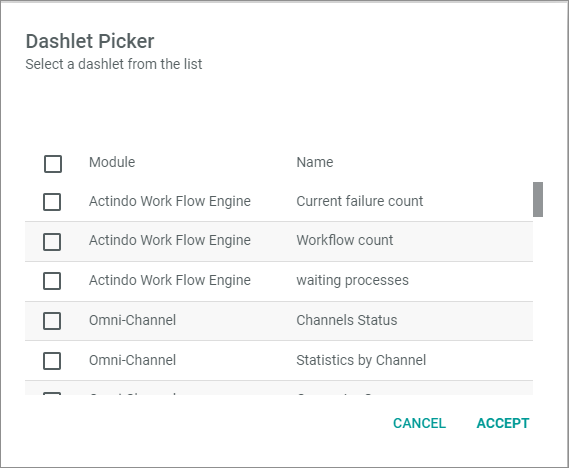 Dashlet Picker
Select a dashlet from the list
Module Name
Actindo Work Flow Engine Current failure count
Actindo Work Flow Engine Workflow count
Actindo Work Flow Engine waiting processes
Omni-Channel Channels Status
Omni-Channel Statistics by Channel
CANCEL ACCEPT